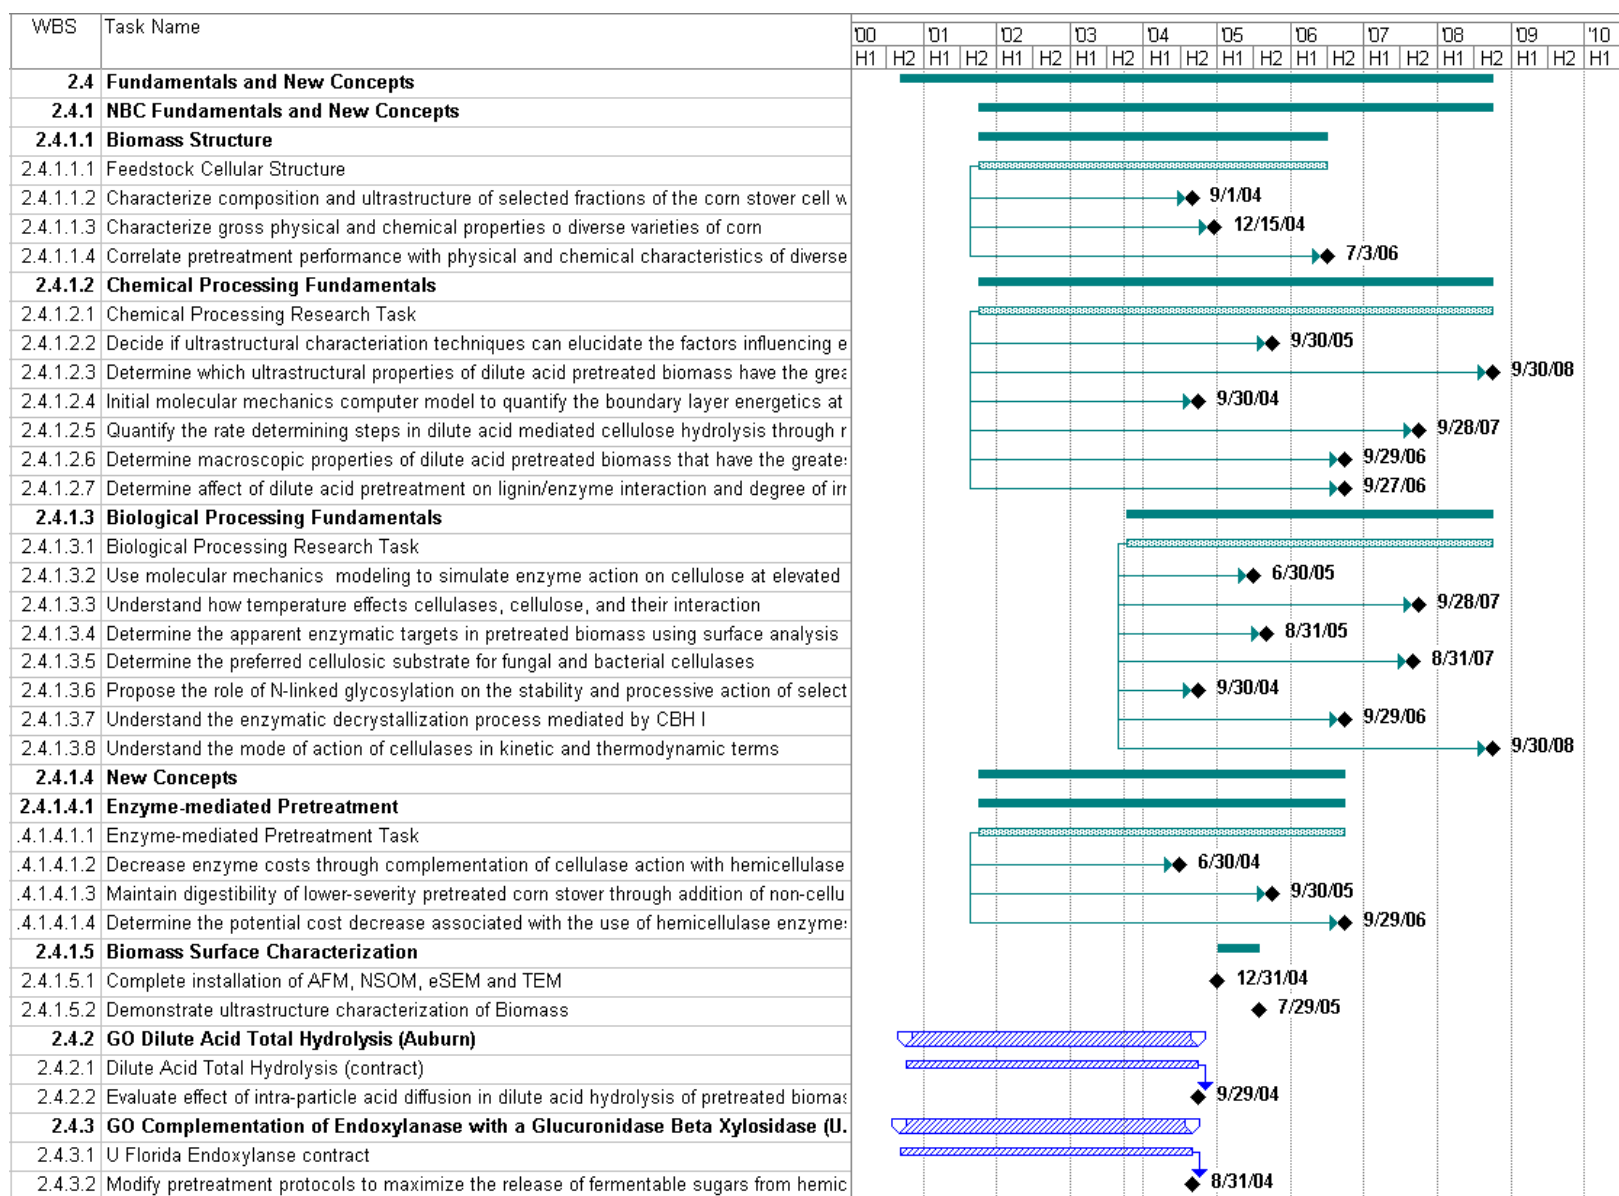 WBS Task Name
'00 '01 '02 '03 '04 '05 '06 '07 '08 '09 '10
H1 H2 H1 H2 H1 H2 H1 H2 H1 H2 H1 H2 H1 H2 H1 H2 H1 H2 H1 H2 H1
2.4 Fundamentals and New Concepts
2.4.1 NBC Fundamentals and New Concepts
2.4.1.1 Biomass Structure
2.4.1.1.1 Feedstock Cellular Structure
2.4.1.1.2 Characterize composition and ultrastructure of selected fractions of the corn stover cell w 9/1/04
2.4.1.1.3 Characterize gross physical and chemical properties o diverse varieties of corn 12/15/04
2.4.1.1.4 Correlate pretreatment performance with physical and chemical characteristics of diverse 7/3/06
2.4.1.2 Chemical Processing Fundamentals
2.4.1.2.1 Chemical Processing Research Task
2.4.1.2.2 Decide if ultrastructural characteriation techniques can elucidate the factors influencing e 9/30/05
2.4.1.2.3 Determine which ultrastructural properties of dilute acid pretreated biomass have the grea 9/30/08
2.4.1.2.4 Initial molecular mechanics computer model to quantify the boundary layer energetics at 9/30/04
2.4.1.2.5 Quantify the rate determining steps in dilute acid mediated cellulose hydrolysis through r 9/28/07
2.4.1.2.6 Determine macroscopic properties of dilute acid pretreated biomass that have the greate 9/29/06
2.4.1.2.7 Determine affect of dilute acid pretreatment on lignin/enzyme interaction and degree of 9/27/06
2.4.1.3 Biological Processing Fundamentals
2.4.1.3.1 Biological Processing Research Task
2.4.1.3.2 Use molecular mechanics modeling to simulate enzyme action on cellulose at elevated 6/30/05
2.4.1.3.3 Understand how temperature effects cellulases, cellulose, and their interaction 9/28/07
2.4.1.3.4 Determine the apparent enzymatic targets in pretreated biomass using surface analysis 8/31/05
2.4.1.3.5 Determine the preferred cellulosic substrate for fungal and bacterial cellulases 8/31/07
2.4.1.3.6 Propose the role of N-linked glycosylation on the stability and processive action of select 9/30/04
2.4.1.3.7 Understand the enzymatic decrystallization process mediated by CBH I 9/29/06
2.4.1.3.8 Understand the mode of action of cellulases in kinetic and thermodynamic terms 9/30/08
2.4.1.4 New Concepts
2.4.1.4.1 Enzyme-mediated Pretreatment
.4.1.4.1.1 Enzyme-mediated Pretreatment Task
.4.1.4.1.2 Decrease enzyme costs through complementation of cellulase action with hemicellulase 6/30/04
.4.1.4.1.3 Maintain digestibility of lower-severity pretreated corn stover through addition of non-cellu 9/30/05
.4.1.4.1.4 Determine the potential cost decrease associated with the use of hemicellulase enzyme 9/29/06
2.4.1.5 Biomass Surface Characterization
2.4.1.5.1 Complete installation of AFM, NSOM, eSEM and TEM 12/31/04
2.4.1.5.2 Demonstrate ultrastructure characterization of Biomass 7/29/05
2.4.2 GO Dilute Acid Total Hydrolysis (Auburn)
2.4.2.1 Dilute Acid Total Hydrolysis (contract)
2.4.2.2 Evaluate effect of intra-particle acid diffusion in dilute acid hydrolysis of pretreated biomas 9/29/04
2.4.3 GO Complementation of Endoxylanase with a Glucuronidase Beta Xylosidase (U.
2.4.3.1 U Florida Endoxylanse contract
2.4.3.2 Modify pretreatment protocols to maximize the release of fermentable sugars from hemic 8/31/04